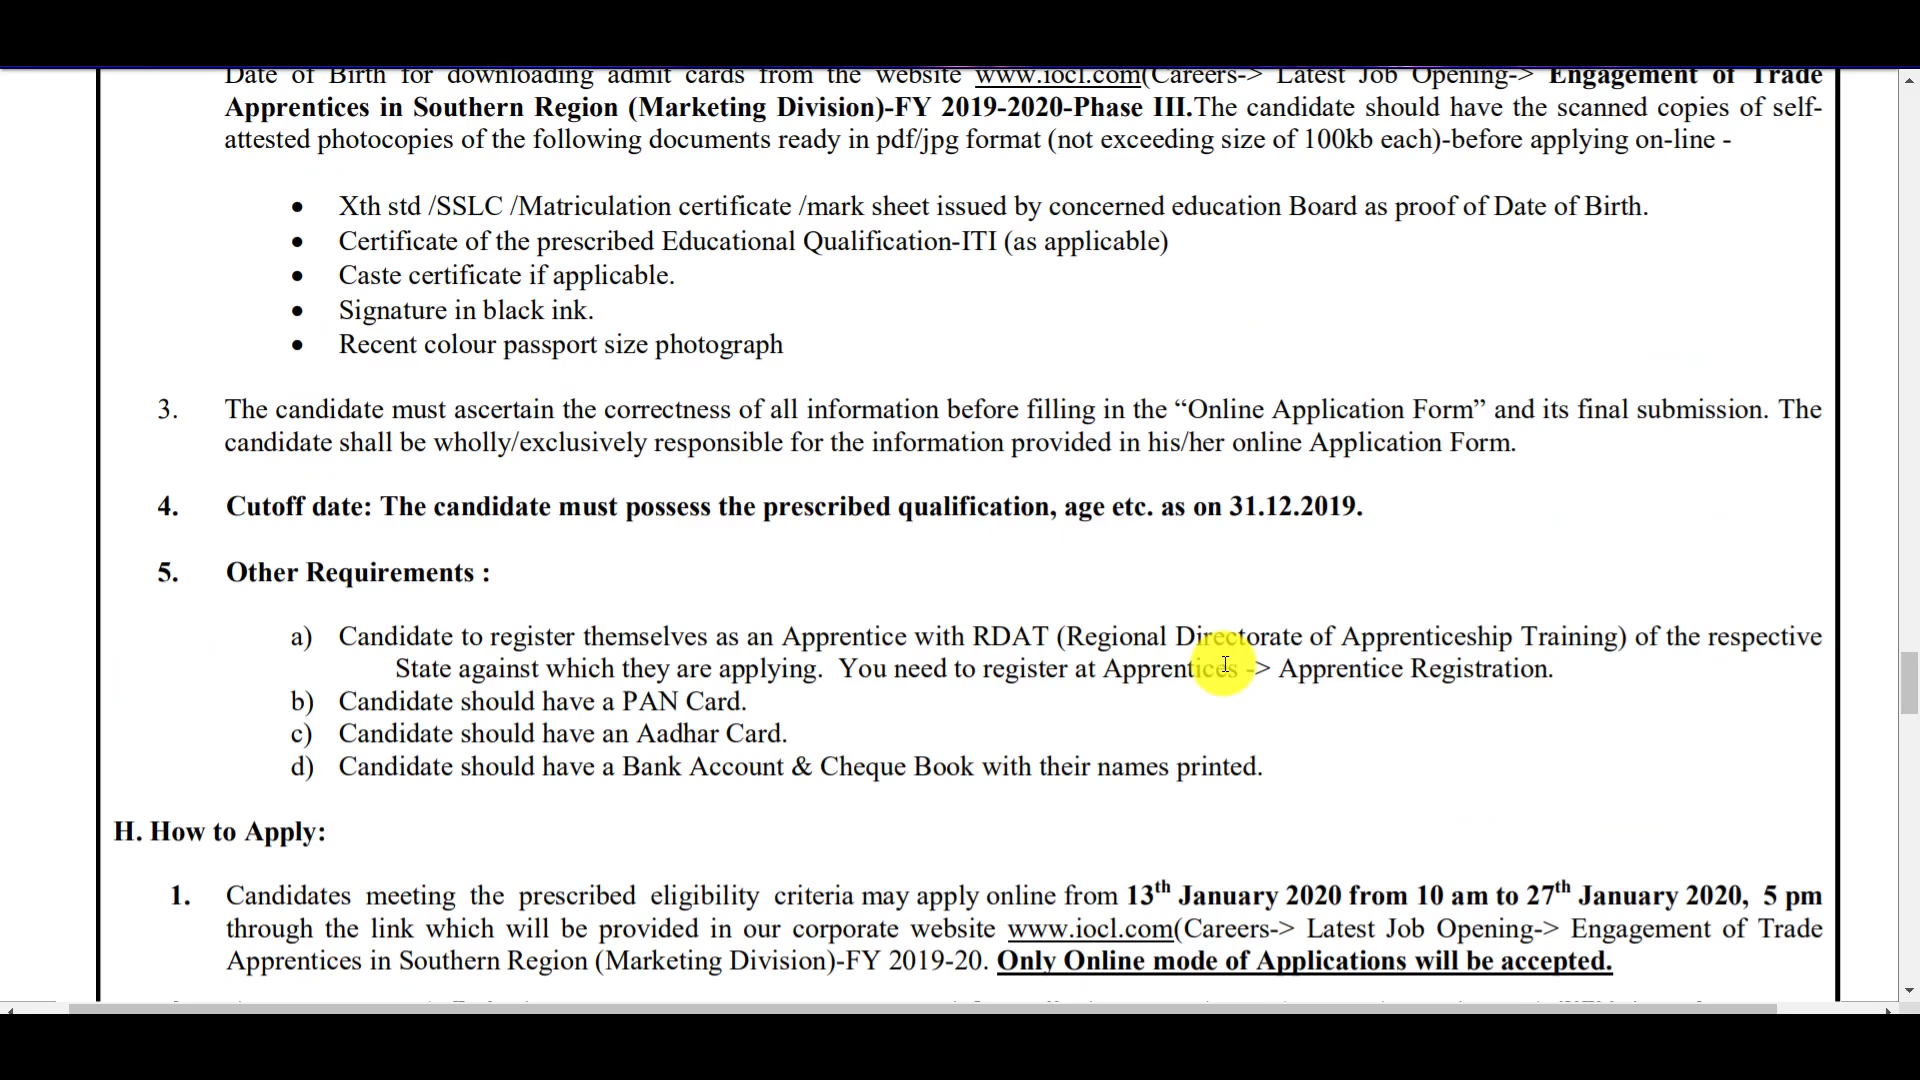 Date of Birth for downloading admit cards from the website www.iocl.com(Careers-> Latest Job Opening-> Engagement of Trade
Apprentices in Southern Region (Marketing Division)-FY 2019-2020-Phase III.The candidate should have the scanned copies of self-
attested photocopies of the following documents ready in pdf/jpg format (not exceeding size of 100kb each)-before applying on-line -
• Xth std /SSLC /Matriculation certificate /mark sheet issued by concerned education Board as proof of Date of Birth.
• Certificate of the prescribed Educational Qualification-ITI (as applicable)
• Caste certificate if applicable.
• Signature in black ink.
• Recent colour passport size photograph
3. The candidate must ascertain the correctness of all information before filling in the “Online Application Form” and its final submission. The
candidate shall be wholly/exclusively responsible for the information provided in his/her online Application Form.
4. Cutoff date: The candidate must possess the prescribed qualification, age etc. as on 31.12.2019.
5. Other Requirements :
a) Candidate to register themselves as an Apprentice with RDAT (Regional Directorate of Apprenticeship Training) of the respective
State against which they are applying. You need to register at Apprentices -> Apprentice Registration.
b) Candidate should have a PAN Card.
c) Candidate should have an Aadhar Card.
d) Candidate should have a Bank Account & Cheque Book with their names printed.
H. How to Apply:
1. Candidates meeting the prescribed eligibility criteria may apply online from 13th January 2020 from 10 am to 27th January 2020, 5 pm
through the link which will be provided in our corporate website www.iocl.com(Careers-> Latest Job Opening-> Engagement of Trade
Apprentices in Southern Region (Marketing Division)-FY 2019-20. Only Online mode of Applications will be accepted.